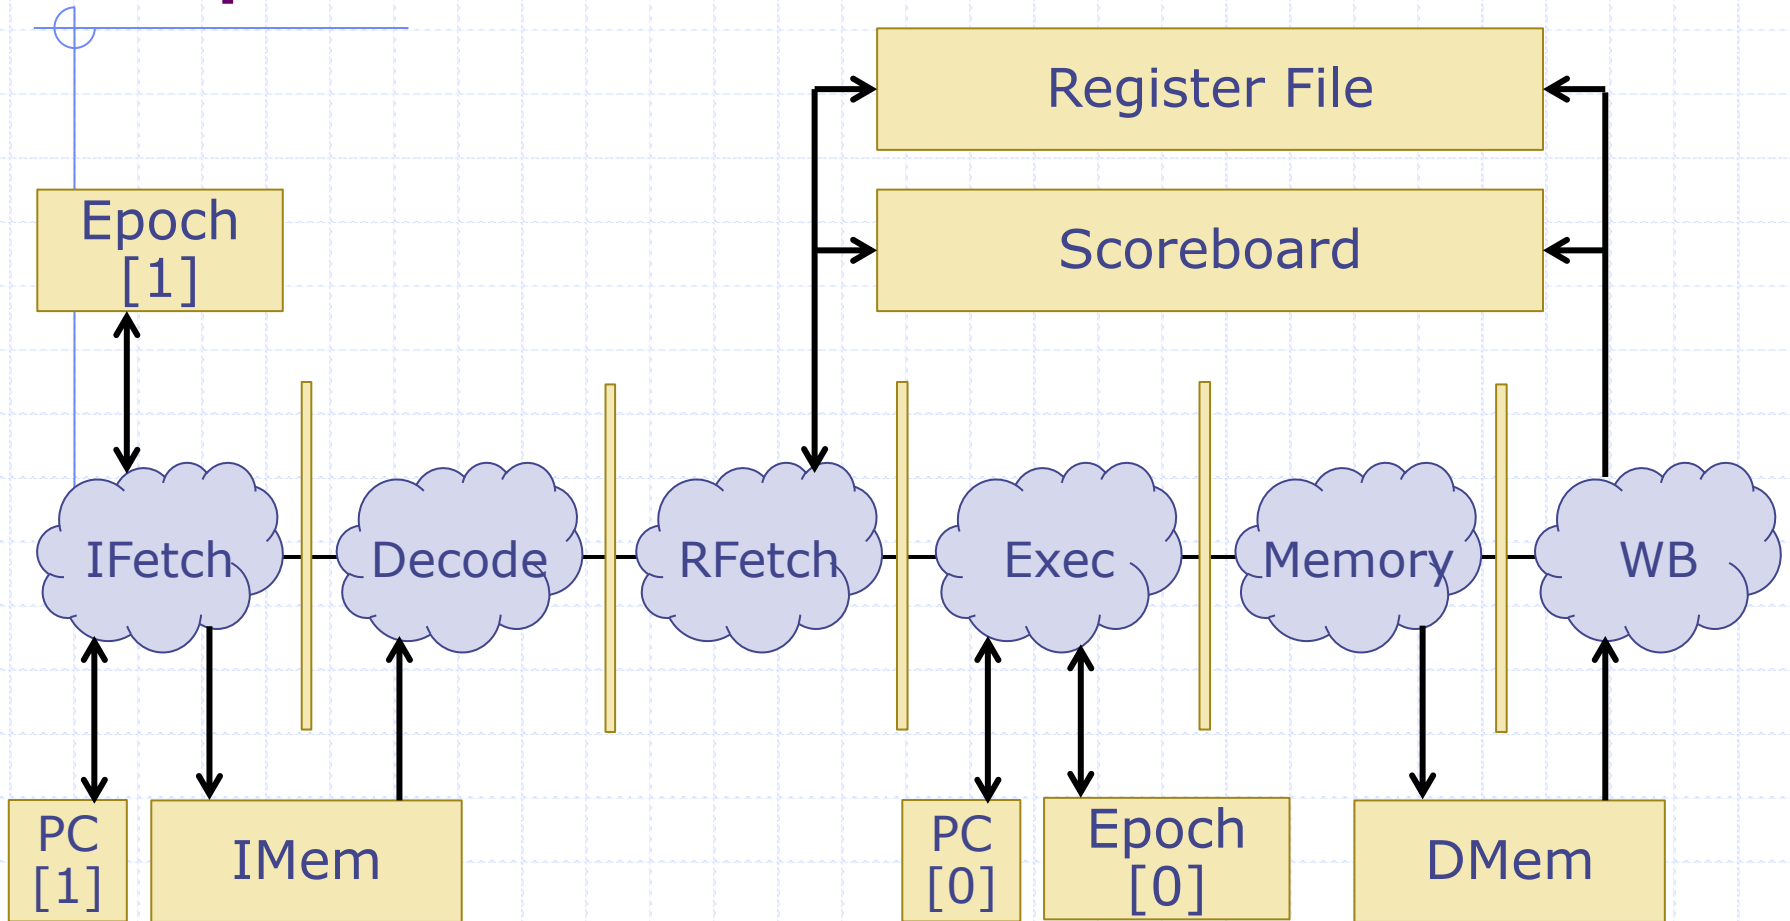 Register File
Epoch
[1]
Scoreboard
IFetch
Decode
RFetch
Exec
Memory
WB
PC
[1]
IMem
PC
[0]
Epoch
[0]
DMem